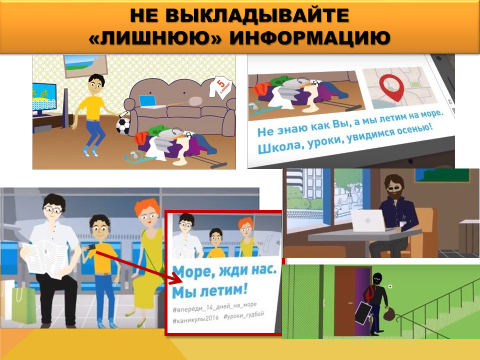 НЕ ВЫКЛАДЫВАЙТЕ
«ЛИШНЮЮ» ИНФОРМАЦИЮ
5
Не знаю как Вы, а мы летим на море.
Школа, уроки, увидимся осенью!
Море, жди нас.
Мы летим!
#впереди_14_дней_на_море
#каникулы2016 #уроки_гудбай